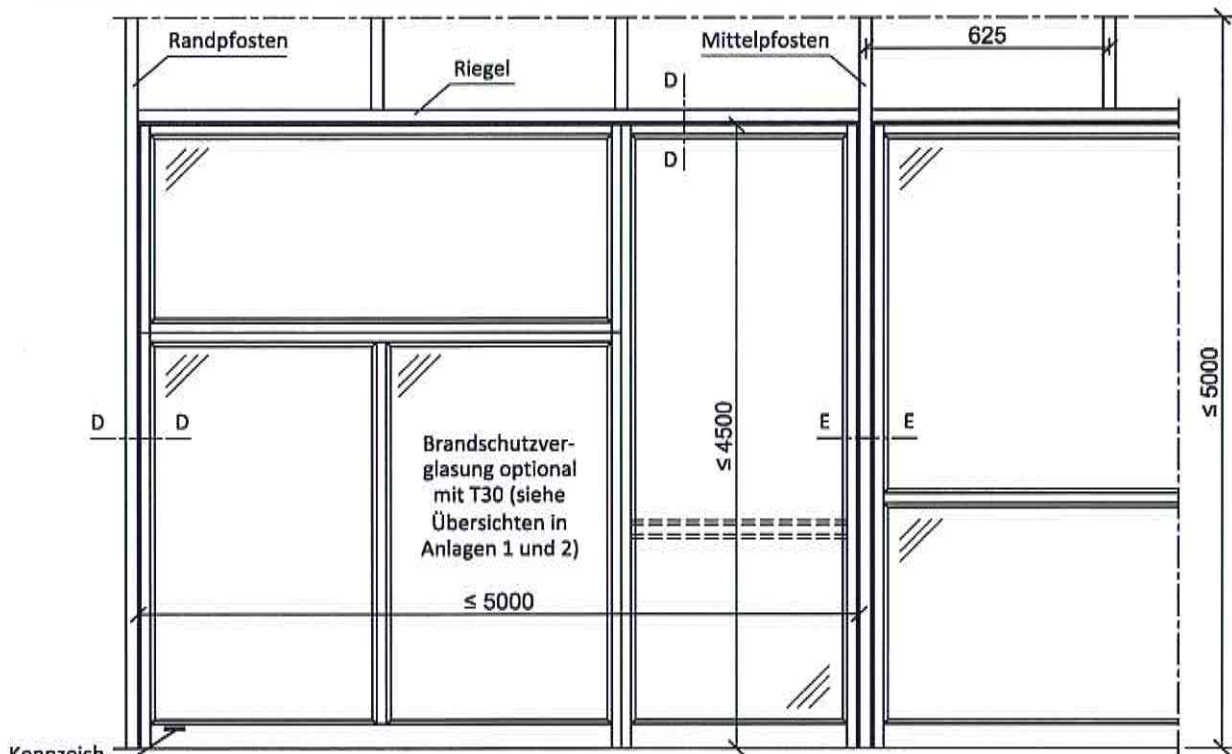 Randpfosten
Mittelpfosten
625
Riegel
D
D
≤ 5000
D
D
E
E
≤ 4500
Brandschutzver-
glasung optional
mit T30 (siehe
Übersichten in
Anlagen 1 und 2)
≤ 5000
Kennzeich